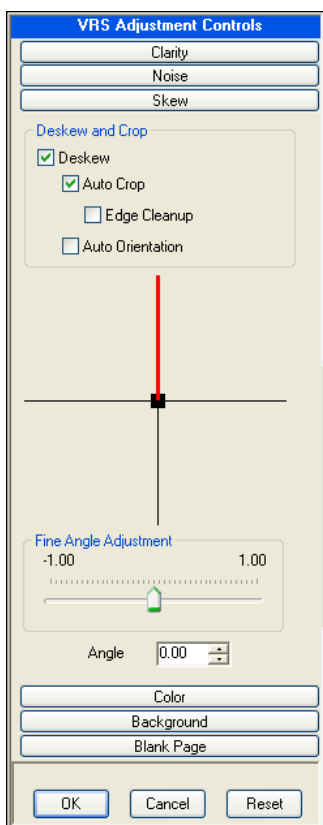 VRS Adjustment Controls
Clarity
Noise
Skew
Deskew and Crop
Deskew
Auto Crop
Edge Cleanup
Auto Orientation
Fine Angle Adjustment
-1.00 1.00
Angle 0.00
Color
Background
Blank Page
OK Cancel Reset